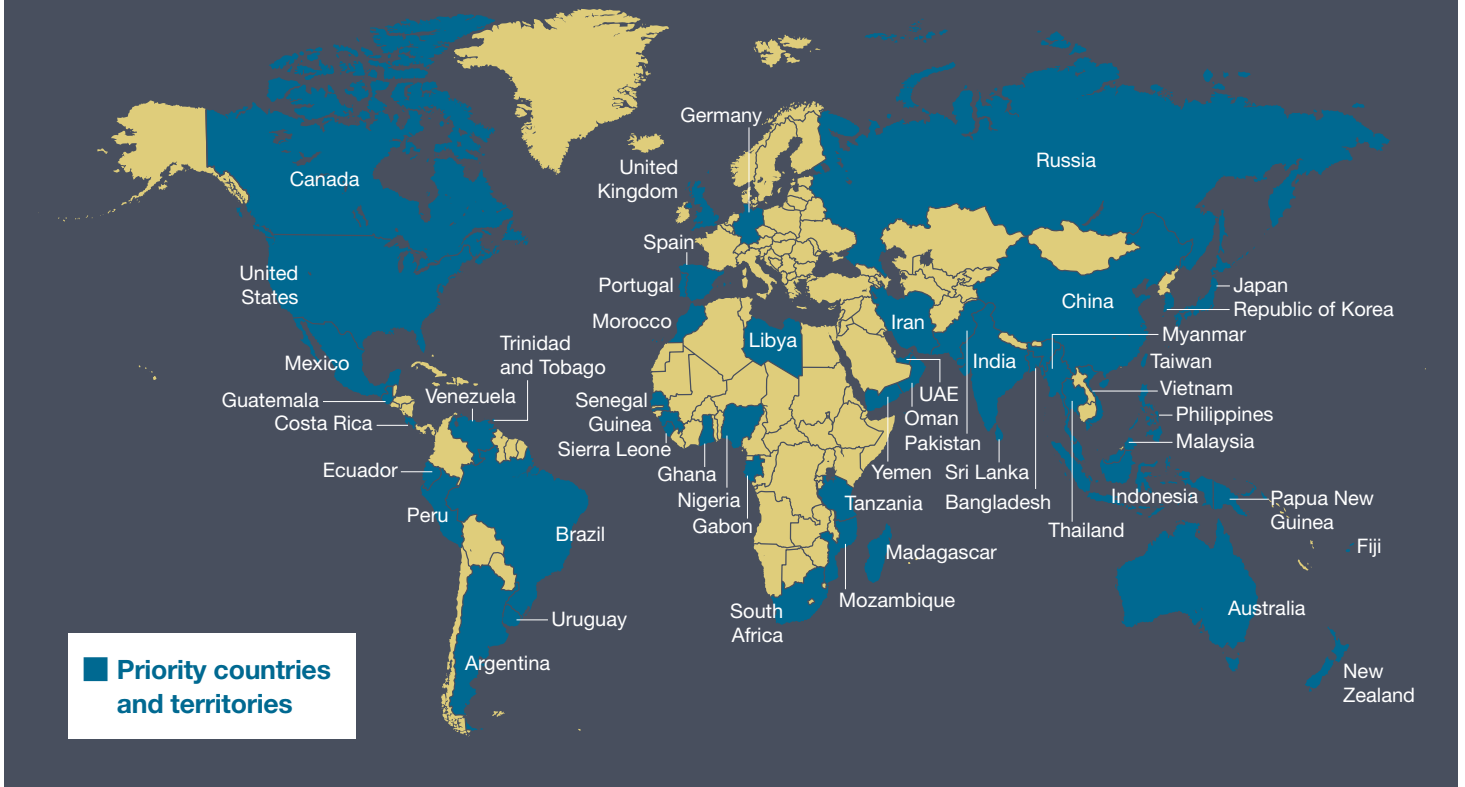 Germany
United
Kingdom
Russia
Canada
Spain
United
States
Portugal
Japan
China
Republic of Korea
Morocco
Iran
Myanmar
Libya
Trinidad
and Tobago
Mexico
India
Taiwan
Venezuela
UAE
Vietnam
Guatemala
Senegal
Oman
Philippines
Costa Rica
Guinea
Pakistan
Malaysia
Sierra Leone
Ecuador
Ghana
Yemen
Sri Lanka
Nigeria
Tanzania
Bangladesh
Indonesia
Papua New
Guinea
Peru
Gabon
Brazil
Thailand
Madagascar
Fiji
Mozambique
South
Africa
Australia
Uruguay
Argentina
New
Zealand
Priority countries
and territories